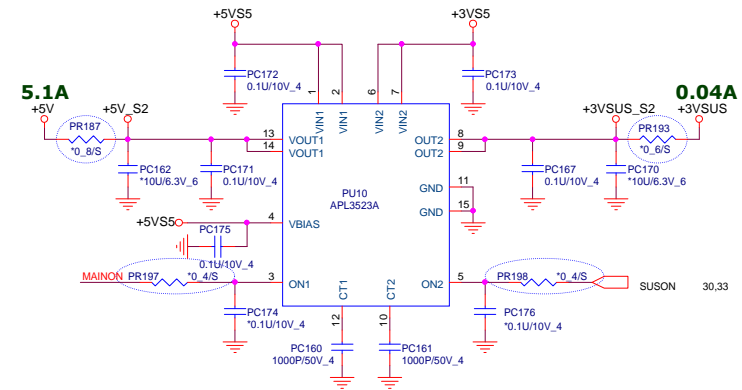 +5VS5
+3VS5
PC172
0.1U/10V_4
PC173
0.1U/10V_4
5.1A
0.04A
+5V
+5V_S2
+3VSUS_S2
+3VSUS
PR187
*0_8/S
PR193
*0_6/S
1
2
6
7
VIN1
VIN1
VIN2
VIN2
13
VOUT1
14
VOUT1
8
OUT2
9
OUT2
PC162
*10U/6.3V_6
PC171
0.1U/10V_4
PC167
0.1U/10V_4
PC170
*10U/6.3V_6
PU10
APL3523A
11
GND
15
GND
+5VS5
4
VBIAS
PC175
0.1U/10V_4
MAINON
PR197
*0_4/S
3
ON1
5
ON2
PR198
*0_4/S
SUSON
30,33
CT1
CT2
12
10
PC174
*0.1U/10V_4
PC176
*0.1U/10V_4
PC160
1000P/50V_4
PC161
1000P/50V_4